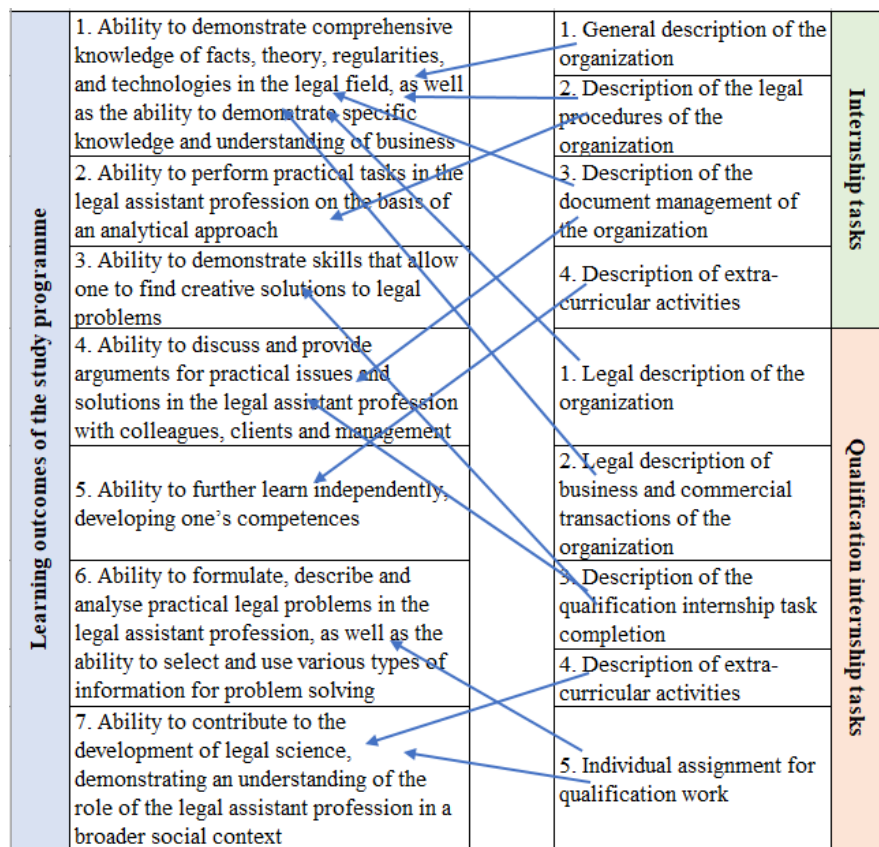 Learning outcomes of the study programme
1. Ability to demonstrate comprehensive
knowledge of facts, theory, regularities,
and technologies in the legal field, as well
as the ability to demonstrate specific
knowledge and understanding of business
2. Ability to perform practical tasks in the
legal assistant profession on the basis of
an analytical approach
3. Ability to demonstrate skills that allow
one to find creative solutions to legal
problems
4. Ability to discuss and provide
arguments for practical issues and
solutions in the legal assistant profession
with colleagues, clients and management
5. Ability to further learn independently,
developing one’s competences
6. Ability to formulate, describe and
analyse practical legal problems in the
legal assistant profession, as well as the
ability to select and use various types of
information for problem solving
7. Ability to contribute to the
development of legal science,
demonstrating an understanding of the
role of the legal assistant profession in a
broader social context
1. General description of the
organization
2. Description of the legal
procedures of the
organization
3. Description of the
document management of
the organization
4. Description of extra-
curricular activities
1. Legal description of the
organization
2. Legal description of
business and commercial
transactions of the
organization
3. Description of the
qualification internship task
completion
4. Description of extra-
curricular activities
5. Individual assignment for
qualification work
Internship tasks
Qualification internship tasks